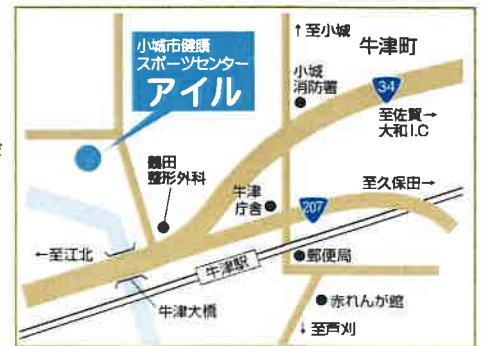 ↑至小城
牛津町
小城市健康
スポーツセンター
アイル
小城
消防署
34
至佐賀→
大和I.C
鶴田
整形外科
至久保田→
牛津
庁舎
207
←至江北
牛津駅
郵便局
牛津大橋
赤れんが館
↓至芦刈